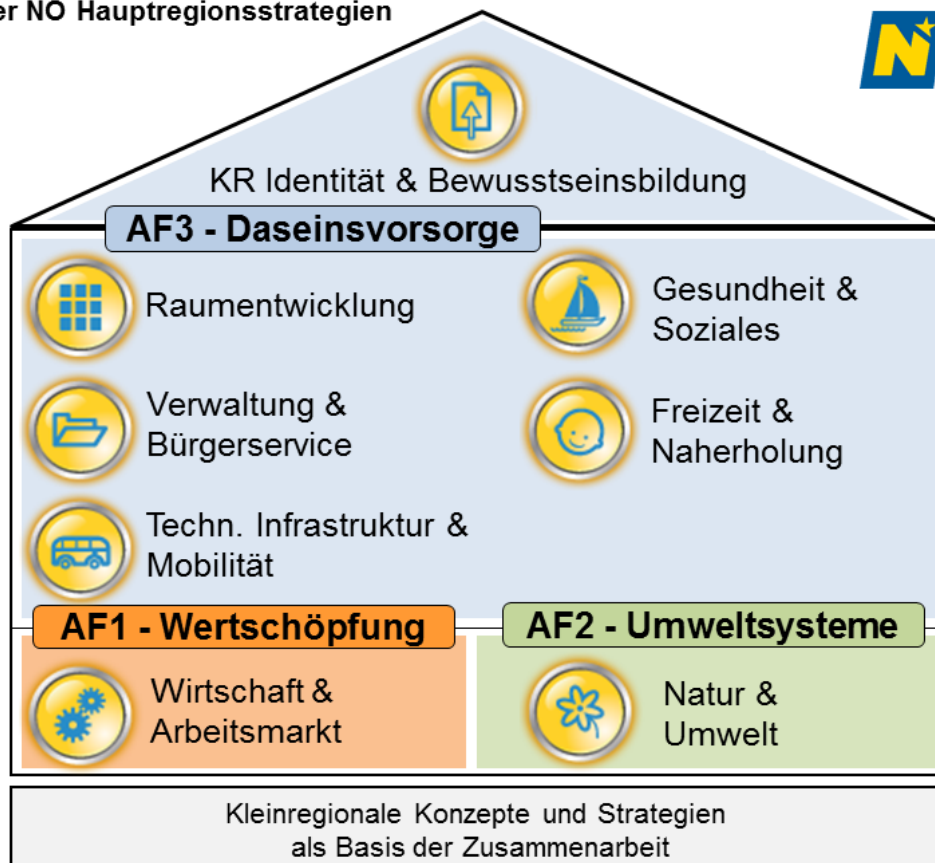 er NÖ Hauptregionsstrategien
N
KR Identität & Bewusstseinsbildung
AF3 - Daseinsvorsorge
Raumentwicklung
Gesundheit &
Soziales
Verwaltung &
Bürgerservice
Freizeit &
Naherholung
Techn. Infrastruktur &
Mobilität
AF1 - Wertschöpfung
AF2 - Umweltsysteme
Wirtschaft &
Arbeitsmarkt
Natur &
Umwelt
Kleinregionale Konzepte und Strategien
als Basis der Zusammenarbeit